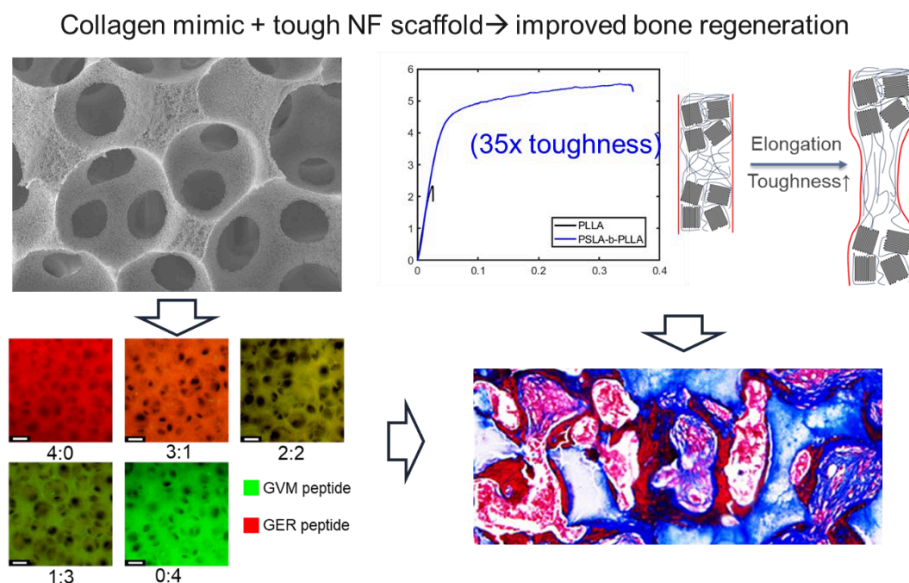 Collagen mimic + tough NF scaffold→ improved bone regeneration
6
5
4
3
2
1
0
0
0.1
0.2
0.3
0.4
(35x toughness)
PLLA
PSLA-b-PLLA
Elongation
Toughness↑
4:0
3:1
2:2
1:3
0:4
GVM peptide
GER peptide